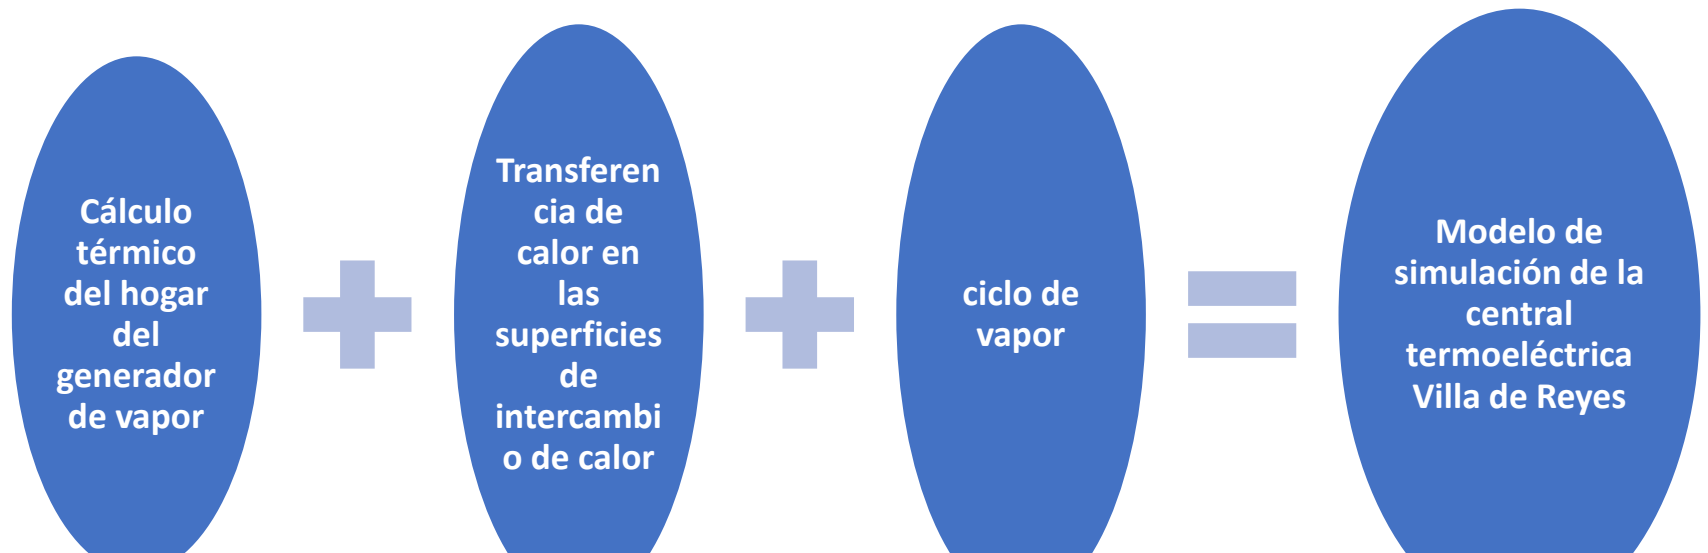 Cálculo
térmico
del hogar
del
generador
de vapor
Transferen
cia de
calor en
las
superficies
de
intercambi
o de calor
ciclo de
vapor
Modelo de
simulación de la
central
termoeléctrica
Villa de Reyes